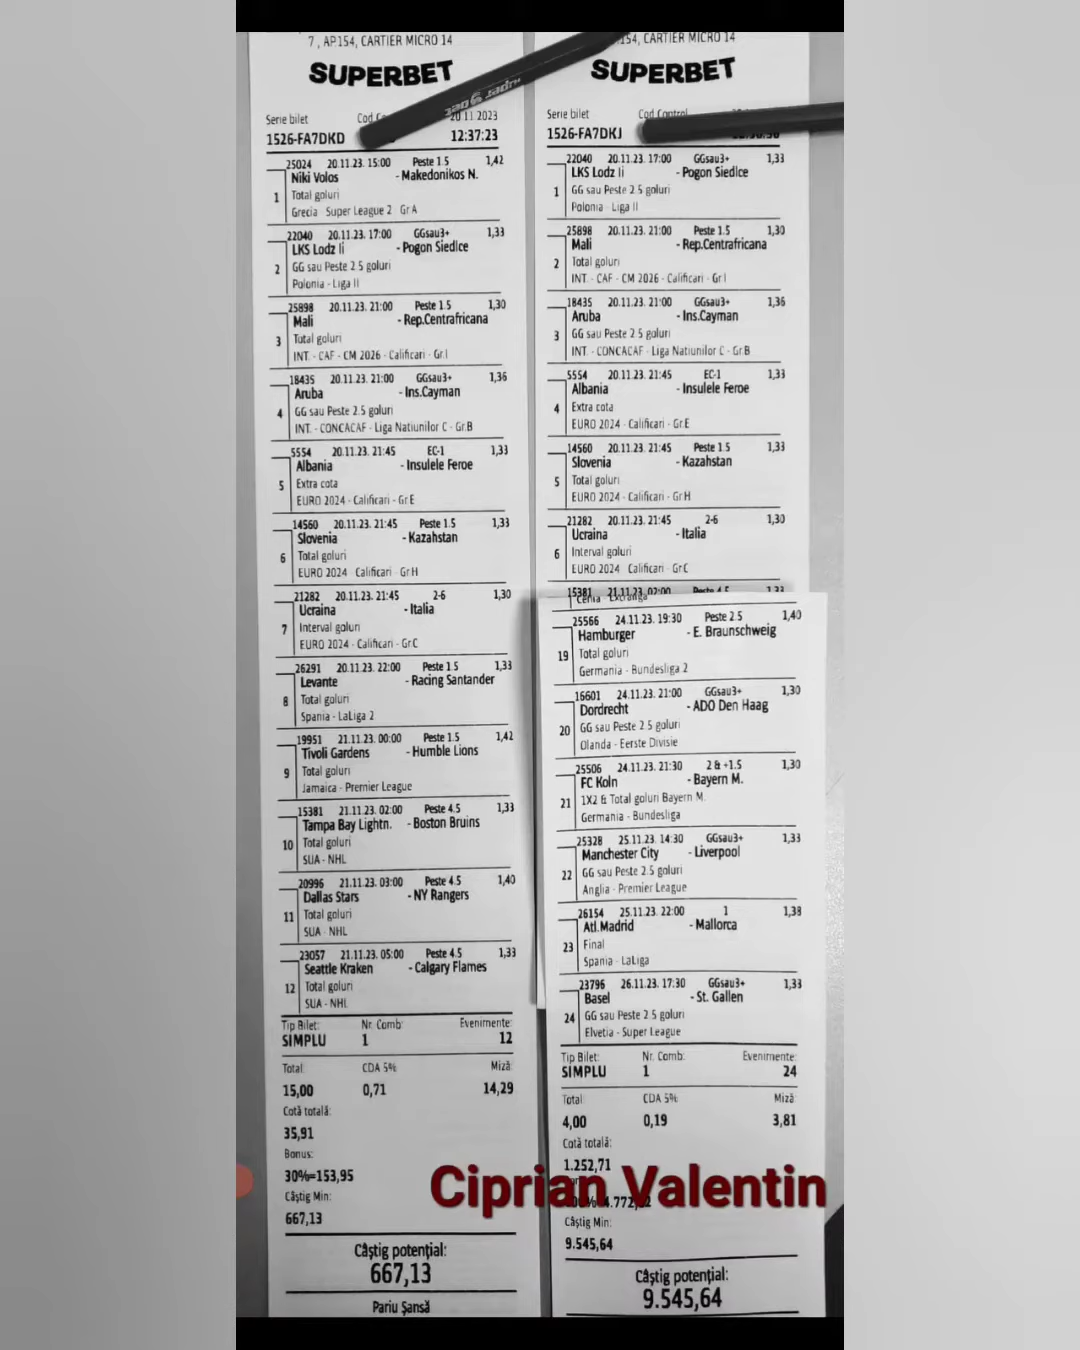 7, AP.154, CARTIER MICRO 14
SUPERBET
Serie bilet
20 11 2023
1526-FA7DKD
12:37:23
25024 20.11.23. 15:00 Peste 1.5 1,42
Niki Volos - Makedonikos N.
1 Total goluri
Grecia Super League 2 Gr A
22040 20.11.23. 17:00 GGsau3+ 1,33
LKS Lodz Ii - Pogon Siedlce
2 GG sau Peste 2.5 goluri
Polonia - Liga II
25898 20.11.23. 21:00 Peste 1.5 1,30
Mali - Rep.Centrafricana
3 Total goluri
INT. - CAF - CM 2026 - Calificari - Gr.I
18435 20.11.23. 21:00 GGsau3+ 1,36
Aruba - Ins.Cayman
4 GG sau Peste 2.5 goluri
INT. - CONCACAF - Liga Natiunilor C - Gr.B
5554 20.11.23. 21:45 EC-1 1,33
Albania - Insulele Feroe
5 Extra cota
EURO 2024 - Calificari - Gr.E
14560 20.11.23. 21:45 Peste 1.5 1,33
Slovenia - Kazahstan
6 Total goluri
EURO 2024 Calificari - Gr.H
21282 20.11.23. 21:45 2-6 1,30
Ucraina - Italia
7 Interval goluri
EURO 2024 - Calificari - Gr.C
26291 20.11.23. 22:00 Peste 1.5 1,33
Levante - Racing Santander
8 Total goluri
Spania - LaLiga 2
19951 21.11.23. 00:00 Peste 1.5 1,42
Tivoli Gardens - Humble Lions
9 Total goluri
Jamaica - Premier League
15381 21.11.23. 02:00 Peste 4.5 1,33
Tampa Bay Lightn. - Boston Bruins
10 Total goluri
SUA - NHL
20996 21.11.23. 03:00 Peste 4.5 1,40
Dallas Stars - NY Rangers
11 Total goluri
SUA - NHL
23057 21.11.23. 05:00 Peste 4.5 1,33
Seattle Kraken - Calgary Flames
12 Total goluri
SUA - NHL
Tip Bilet: Nr. Comb: Evenimente:
SIMPLU 1 12
Total CDA 5% Miză:
15,00 0,71 14,29
Cotă totală:
35,91
Bonus:
30%=153,95
Câştig Min:
667,13
Câştig potenţial:
667,13
Pariu Şansă
154, CARTIER MICRO 14
SUPERBET
Serie bilet Cod Control
1526-FA7DKJ
22040 20.11.23. 17:00 GGsau3+ 1,33
LKS Lodz Ii - Pogon Siedlce
1 GG sau Peste 2.5 goluri
Polonia - Liga II
25898 20.11.23. 21:00 Peste 1.5 1,30
Mali - Rep.Centrafricana
2 Total goluri
INT. - CAF - CM 2026 - Calificari - Gr.I
18435 20.11.23. 21:00 GGsau3+ 1,36
Aruba - Ins.Cayman
3 GG sau Peste 2.5 goluri
INT. - CONCACAF - Liga Natiunilor C - Gr.B
5554 20.11.23. 21:45 EC-1 1,33
Albania - Insulele Feroe
4 Extra cota
EURO 2024 - Calificari - Gr.E
14560 20.11.23. 21:45 Peste 1.5 1,33
Slovenia - Kazahstan
5 Total goluri
EURO 2024 - Calificari - Gr.H
21282 20.11.23. 21:45 2-6 1,30
Ucraina - Italia
6 Interval goluri
EURO 2024 - Calificari - Gr.C
15381 21.11.23. 02:00 Peste 4.5 1,33
25566 24.11.23. 19:30 Peste 2.5 1,40
Hamburger - E. Braunschweig
19 Total goluri
Germania - Bundesliga 2
16601 24.11.23. 21:00 GGsau3+ 1,30
Dordrecht - ADO Den Haag
20 GG sau Peste 2.5 goluri
Olanda - Eerste Divisie
25506 24.11.23. 21:30 2 & +1.5 1,30
FC Koln - Bayern M.
21 1X2 & Total goluri Bayern M.
Germania - Bundesliga
25328 25.11.23. 14:30 GGsau3+ 1,33
Manchester City - Liverpool
22 GG sau Peste 2.5 goluri
Anglia - Premier League
26154 25.11.23. 22:00 1 1,38
Atl.Madrid - Mallorca
23 Final
Spania - LaLiga
23796 26.11.23. 17:30 GGsau3+ 1,33
Basel - St. Gallen
24 GG sau Peste 2.5 goluri
Elvetia - Super League
Tip Bilet: Nr. Comb: Evenimente:
SIMPLU 1 24
Total: CDA 5% Miză:
4,00 0,19 3,81
Cotă totală:
1.252,71
Câştig Min:
9.545,64
Câştig potenţial:
9.545,64
Ciprian Valentin